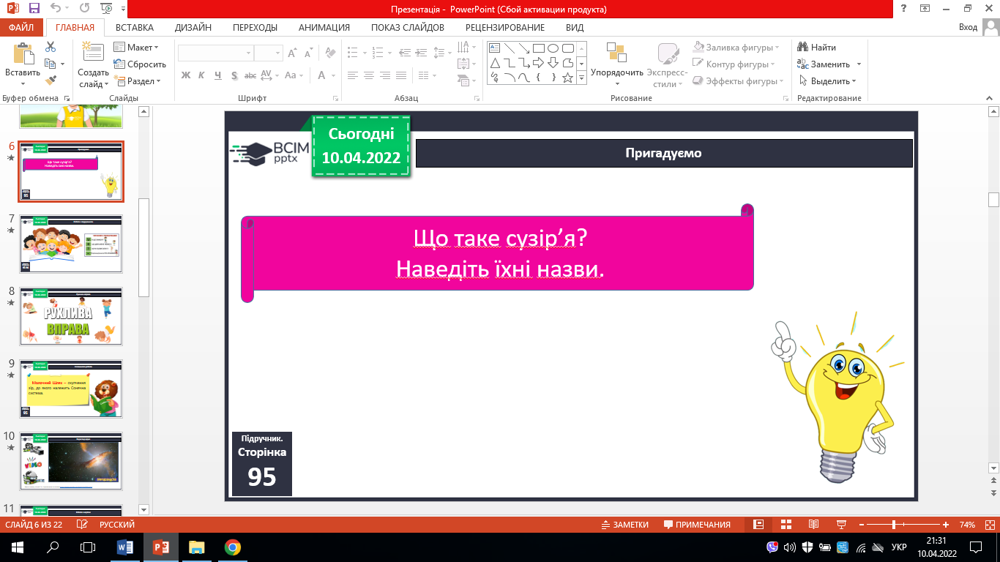 Презентація - PowerPoint (Сбой активации продукта)
ФАЙЛ ГЛАВНАЯ ВСТАВКА ДИЗАЙН ПЕРЕХОДЫ АНИМАЦИЯ ПОКАЗ СЛАЙДОВ РЕЦЕНЗИРОВАНИЕ ВИД Вход
Вставить
Буфер обмена
Создать слайд
Макет
Сбросить
Раздел
Слайды
Ж К Ч S abc AV Aa A
Шрифт
Абзац
Упорядочить
Экспресс-стили
Заливка фигуры
Контур фигуры
Эффекты фигуры
Рисование
Найти
Заменить
Выделить
Редактирование
6
Що таке сузір’я?
Наведіть їхні назви.
95
7
8
РУХЛИВА
ВПРАВА
9
Молочний Шлях – скупчення
зір, до якого належить Сонячна
система.
95
10
VIDEO
11
ВСІМ
pptx
Сьогодні
10.04.2022
Пригадуємо
Що таке сузір’я?
Наведіть їхні назви.
Підручник.
Сторінка
95
СЛАЙД 6 ИЗ 22 РУССКИЙ ЗАМЕТКИ ПРИМЕЧАНИЯ 74%
УКР
21:31
10.04.2022